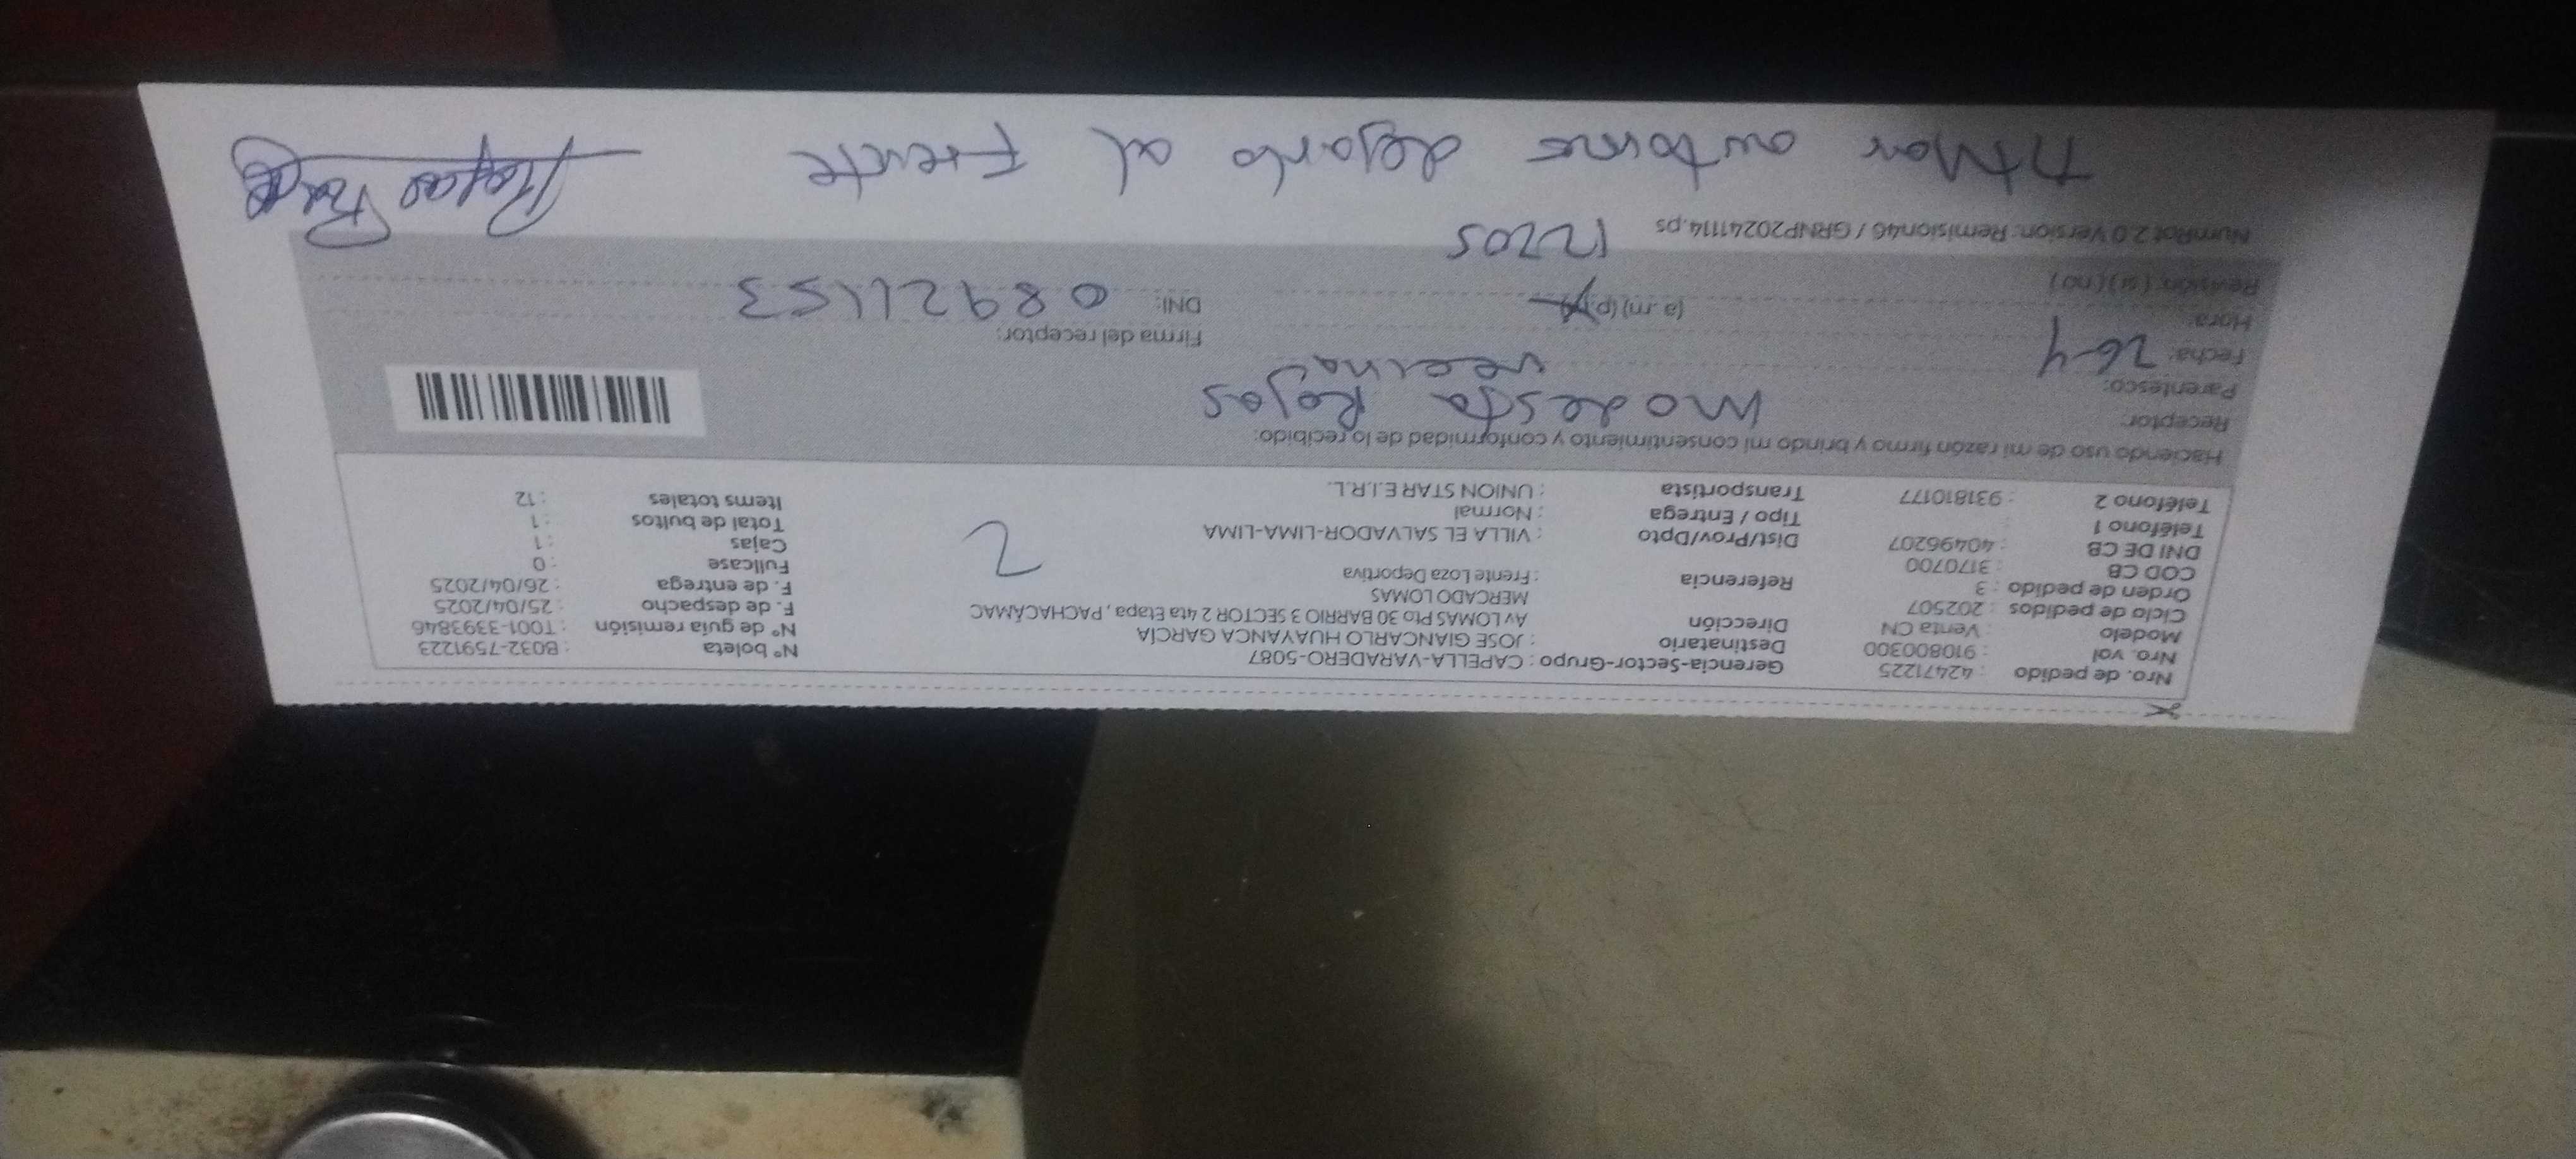 Nro. de pedido : 42471225
Nro. val : 910800300
Modelo : Venta CN
Ciclo de pedidos : 202507
Orden de pedido : 3
COD CB : 3170700
DNI DE CB : 40496207
Teléfono 1 :
Teléfono 2 : 931810177
Gerencia-Sector-Grupo : CAPELLA-VARADERO-5087
Destinatario : JOSE GIANCARLO HUAYANCA GARCÍA
Dirección AV LOMAS Pto 30 BARRIO 3 SECTOR 2 4ta Etapa , PACHACÁMAC
MERCADO LOMAS
Referencia : Frente Loza Deportiva
Dist/Prov/Dpto : VILLA EL SALVADOR-LIMA-LIMA
Tipo / Entrega : Normal
Transportista : UNION STAR E.I.R.L.
2
N° boleta : B032-7591223
N° de guía remisión : T001-3393846
F. de despacho : 25/04/2025
F. de entrega : 26/04/2025
Fullcase : 0
Cajas : 1
Total de bultos : 1
Items totales : 12
Haciendo uso de mi razón firmo y brindo mi consentimiento y conformidad de lo recibido:
Receptor: Modesta Rojas
Parentesco: vecina
Fecha: 26-4
Hora: (a .m) (p.m)
Revisión: ( si ) ( no )
Firma del receptor:
DNI: 08921153
NumRot 2.0 Version: Remision46 / GRNP20241114.ps
autoriza dejarlo al Frente
Rojas